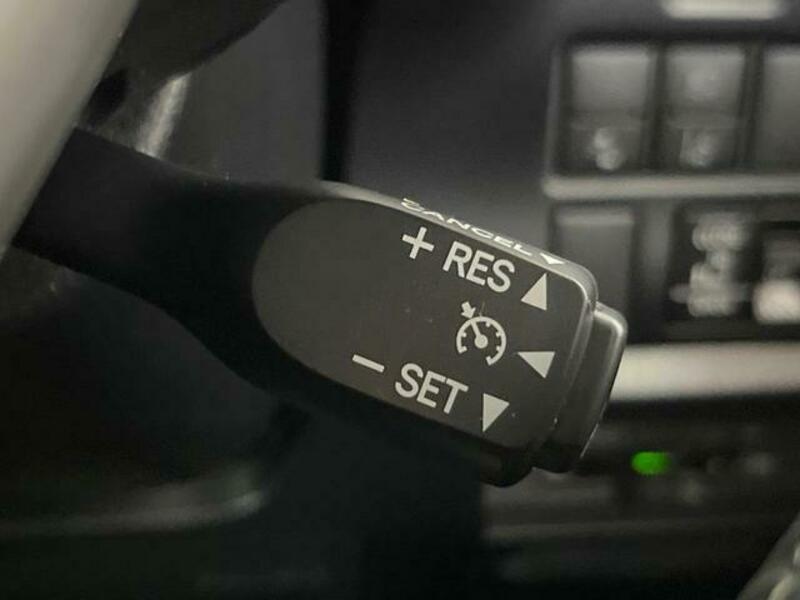 CANCEL
+ RES
- SET